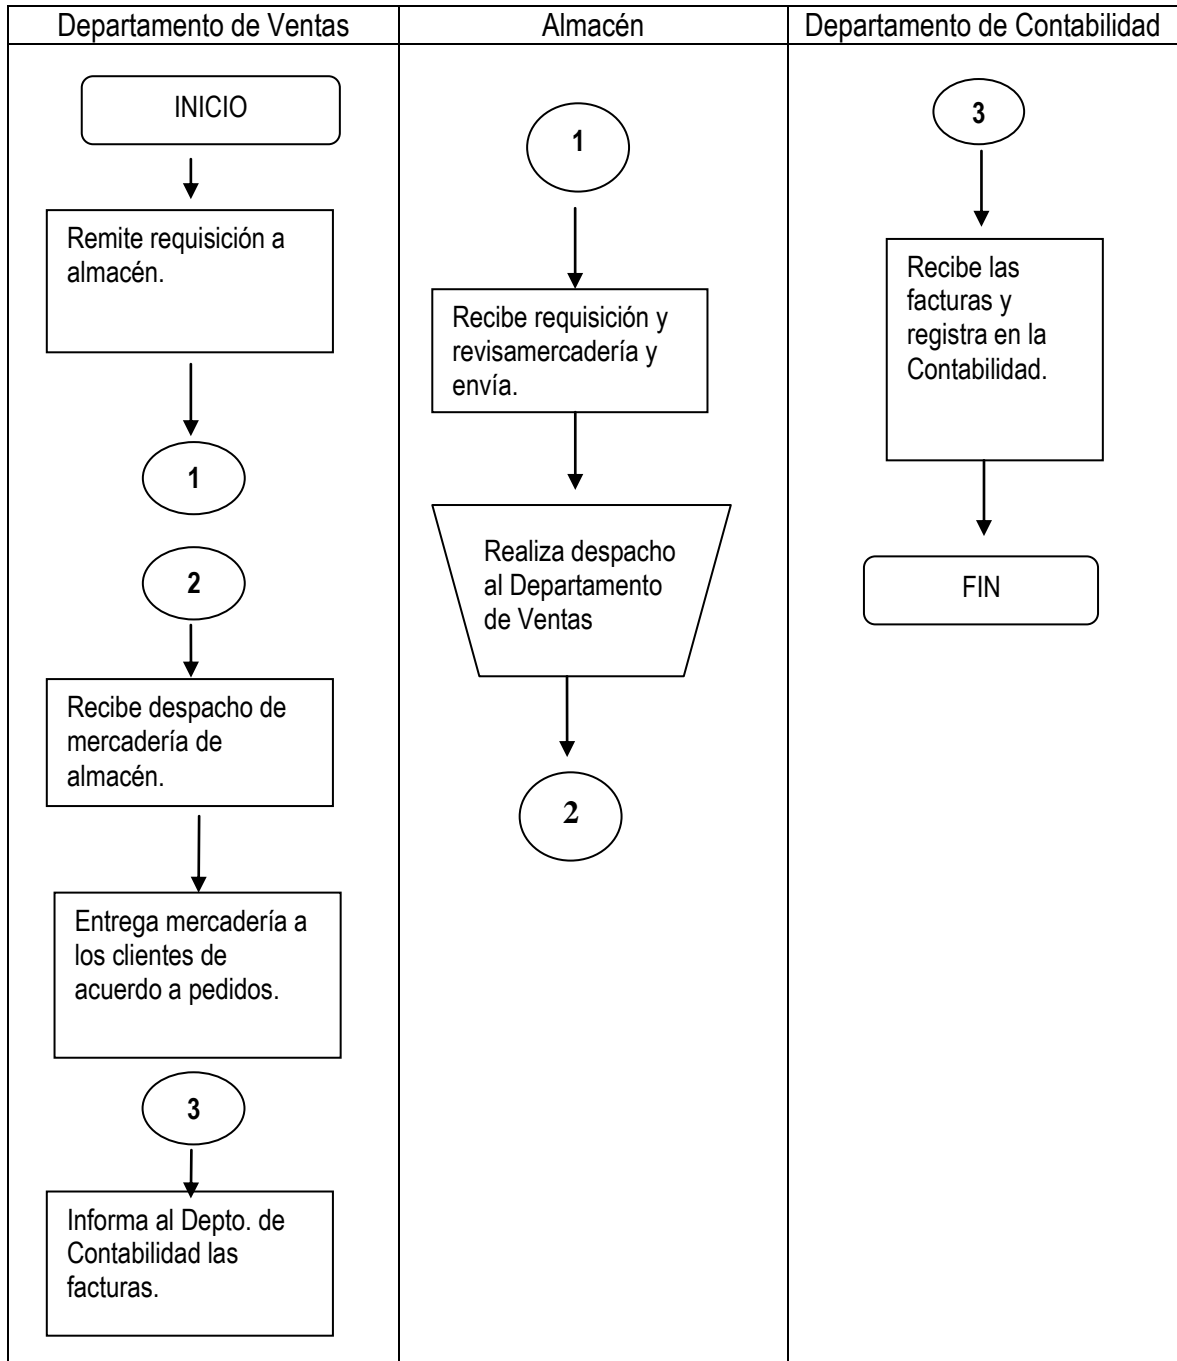 Departamento de Ventas
Almacén
Departamento de Contabilidad
INICIO
Remite requisición a
almacén.
1
2
Recibe despacho de
mercadería de
almacén.
Entrega mercadería a
los clientes de
acuerdo a pedidos.
3
Informa al Depto. de
Contabilidad las
facturas.
1
Recibe requisición y
revisamercadería y
envía.
Realiza despacho
al Departamento
de Ventas
2
3
Recibe las
facturas y
registra en la
Contabilidad.
FIN